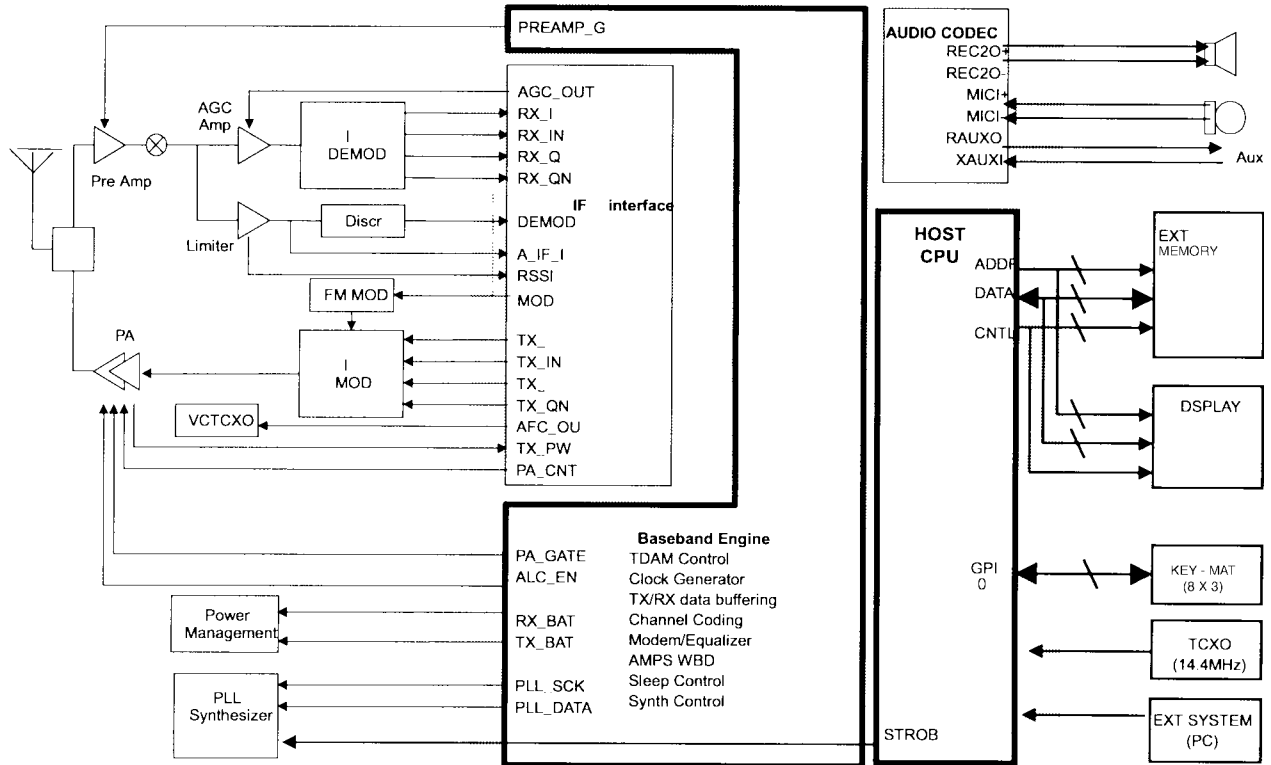 PREAMP_G
AGC
Amp
Pre Amp
I
DEMOD
Limiter
Discr
FM MOD
PA
I
MOD
VCTCXO
AGC_OUT
RX_I
RX_IN
RX_Q
RX_QN
IF interface
DEMOD
A_IF_I
RSSI
MOD
TX_
TX_IN
TX_
TX_QN
AFC_OU
TX_PW
PA_CNT
PA_GATE
ALC_EN
RX_BAT
TX_BAT
PLL_SCK
PLL_DATA
Power
Management
PLL
Synthesizer
Baseband Engine
TDAM Control
Clock Generator
TX/RX data buffering
Channel Coding
Modem/Equalizer
AMPS WBD
Sleep Control
Synth Control
AUDIO CODEC
REC2O+
REC2O-
MICI+
MICI-
RAUXO
XAUXI
Aux
HOST
CPU
ADDR
DATA
CNTL
GPI
0
STROB
EXT
MEMORY
DSPLAY
KEY - MAT
(8 X 3)
TCXO
(14.4MHz)
EXT SYSTEM
(PC)